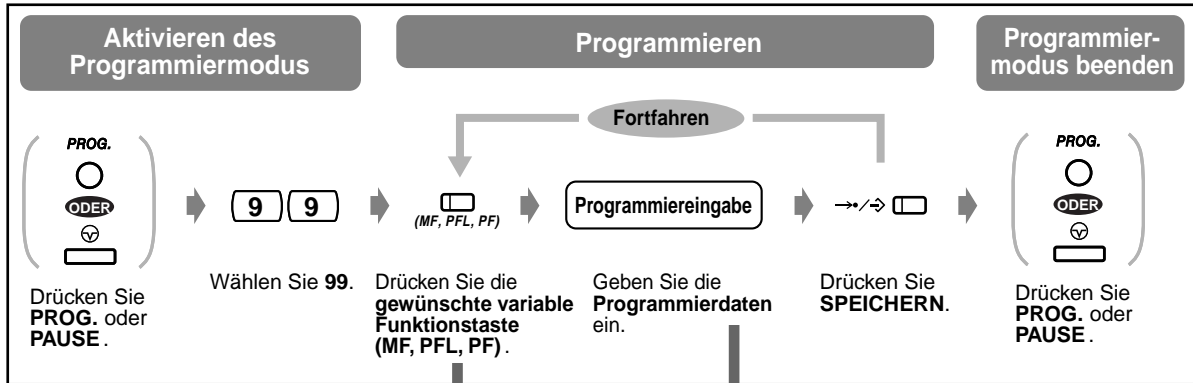 Aktivieren des
Programmiermodus
Programmieren
Programmier-
modus beenden
Fortfahren
PROG.
ODER
9 9
(MF, PFL, PF)
Programmiereingabe
PROG.
ODER
Drücken Sie
PROG. oder
PAUSE .
Wählen Sie 99.
Drücken Sie die
gewünschte variable
Funktionstaste
(MF, PFL, PF) .
Geben Sie die
Programmierdaten
ein.
Drücken Sie
SPEICHERN.
Drücken Sie
PROG. oder
PAUSE .